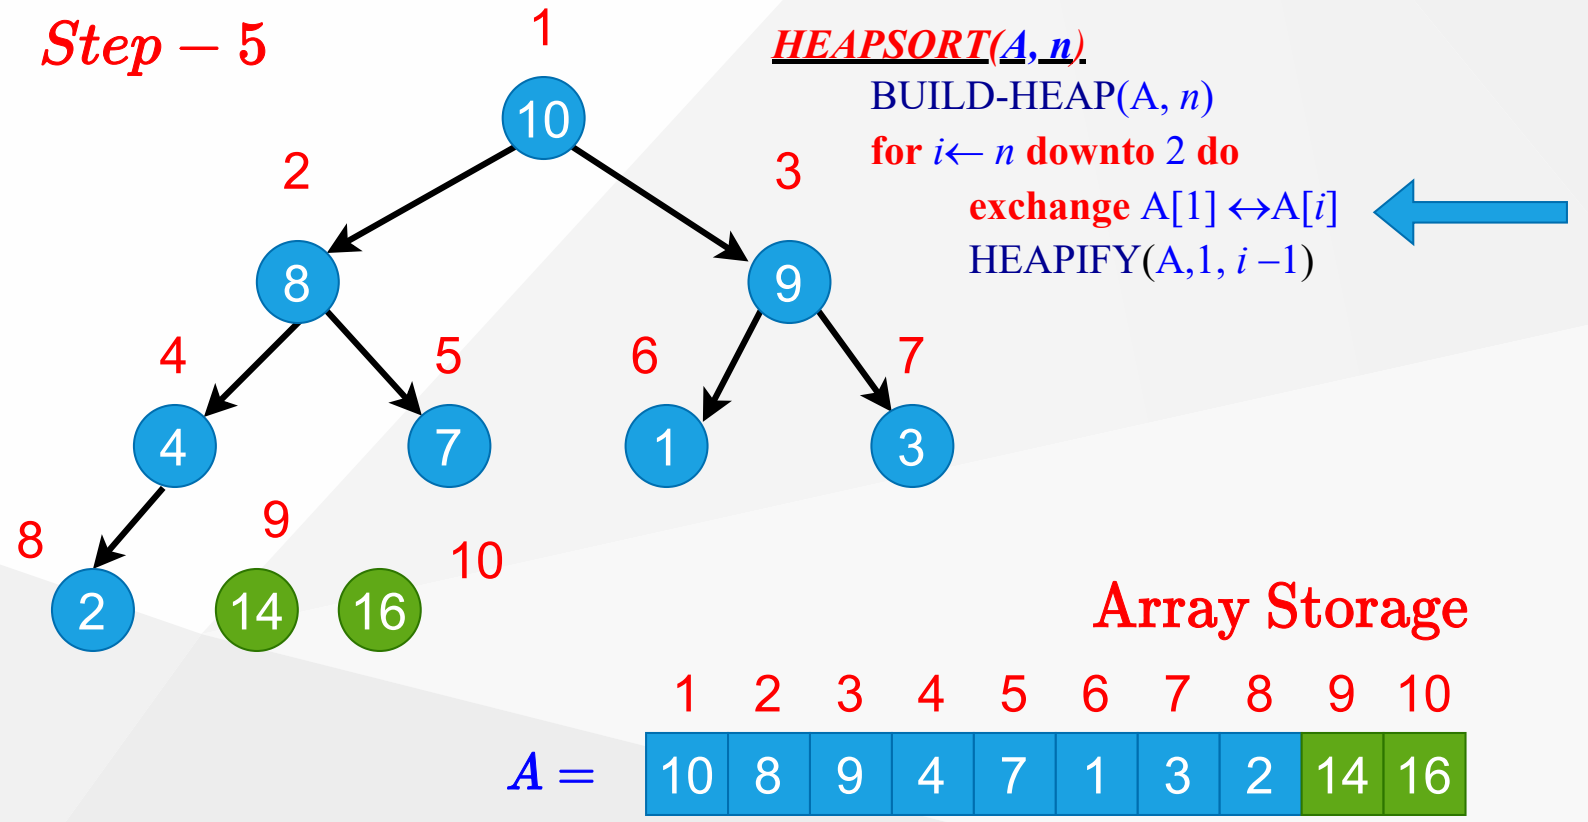 Step − 5
HEAPSORT(A, n)
BUILD-HEAP(A, n)
for i← n downto 2 do
exchange A[1] ↔A[i]
HEAPIFY(A,1, i −1)
1
10
2
3
8
9
4
5
6
7
4
7
1
3
8
9
10
2
14
16
Array Storage
1 2 3 4 5 6 7 8 9 10
A = 10 8 9 4 7 1 3 2 14 16